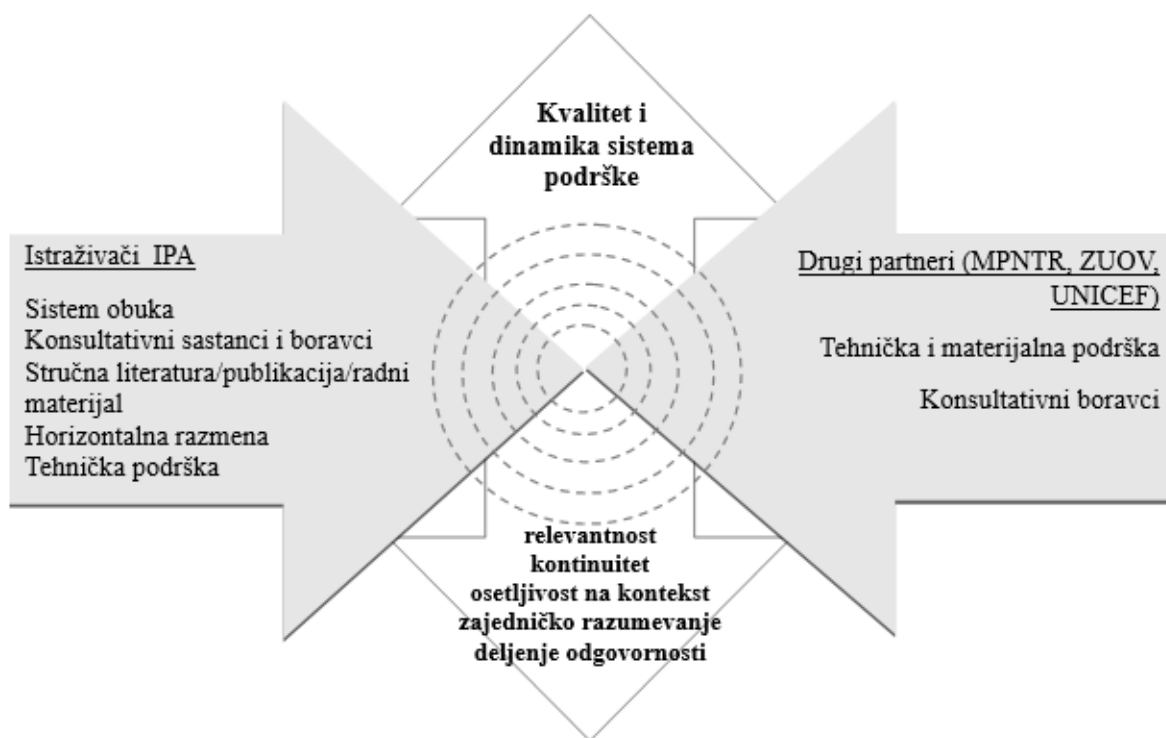 Kvalitet i
dinamika sistema
podrške
Istraživači IPA
Sistem obuka
Konsultativni sastanci i boravci
Stručna literatura/publikacija/radni
materijal
Horizontalna razmena
Tehnička podrška
Drugi partneri (MPNTR, ZUOV,
UNICEF)
Tehnička i materijalna podrška
Konsultativni boravci
relevantnost
kontinuitet
osetljivost na kontekst
zajedničko razumevanje
deljenje odgovornosti